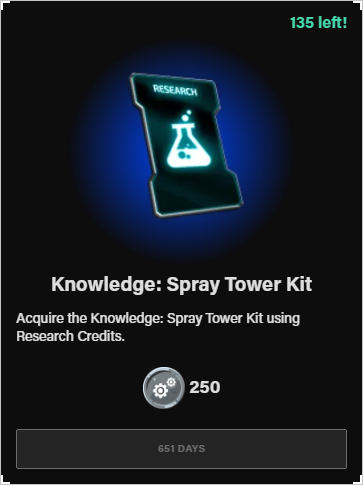 135 left!
RESEARCH
Knowledge: Spray Tower Kit
Acquire the Knowledge: Spray Tower Kit using
Research Credits.
250
651 DAYS